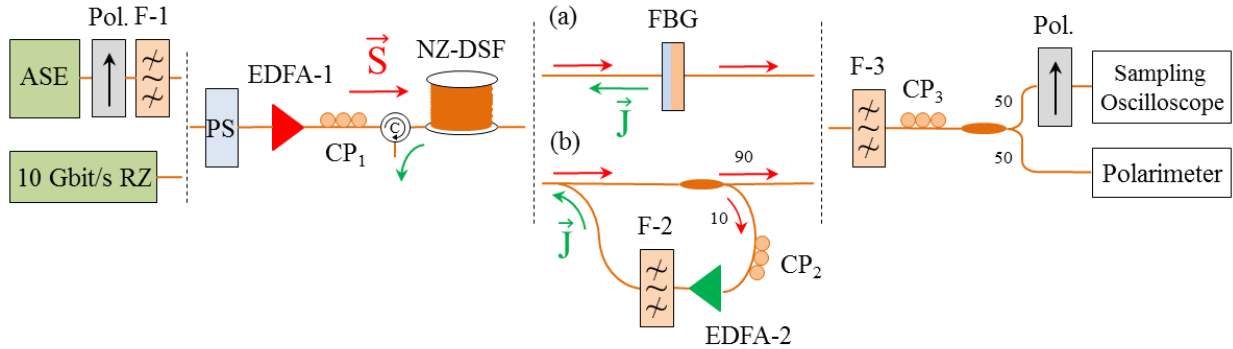 Pol. F-1
ASE
10 Gbit/s RZ
PS
EDFA-1
CP1
S
C
NZ-DSF
(a)
FBG
J
(b)
90
10
J
F-2
CP2
EDFA-2
F-3
CP3
50
50
Pol.
Sampling
Oscilloscope
Polarimeter